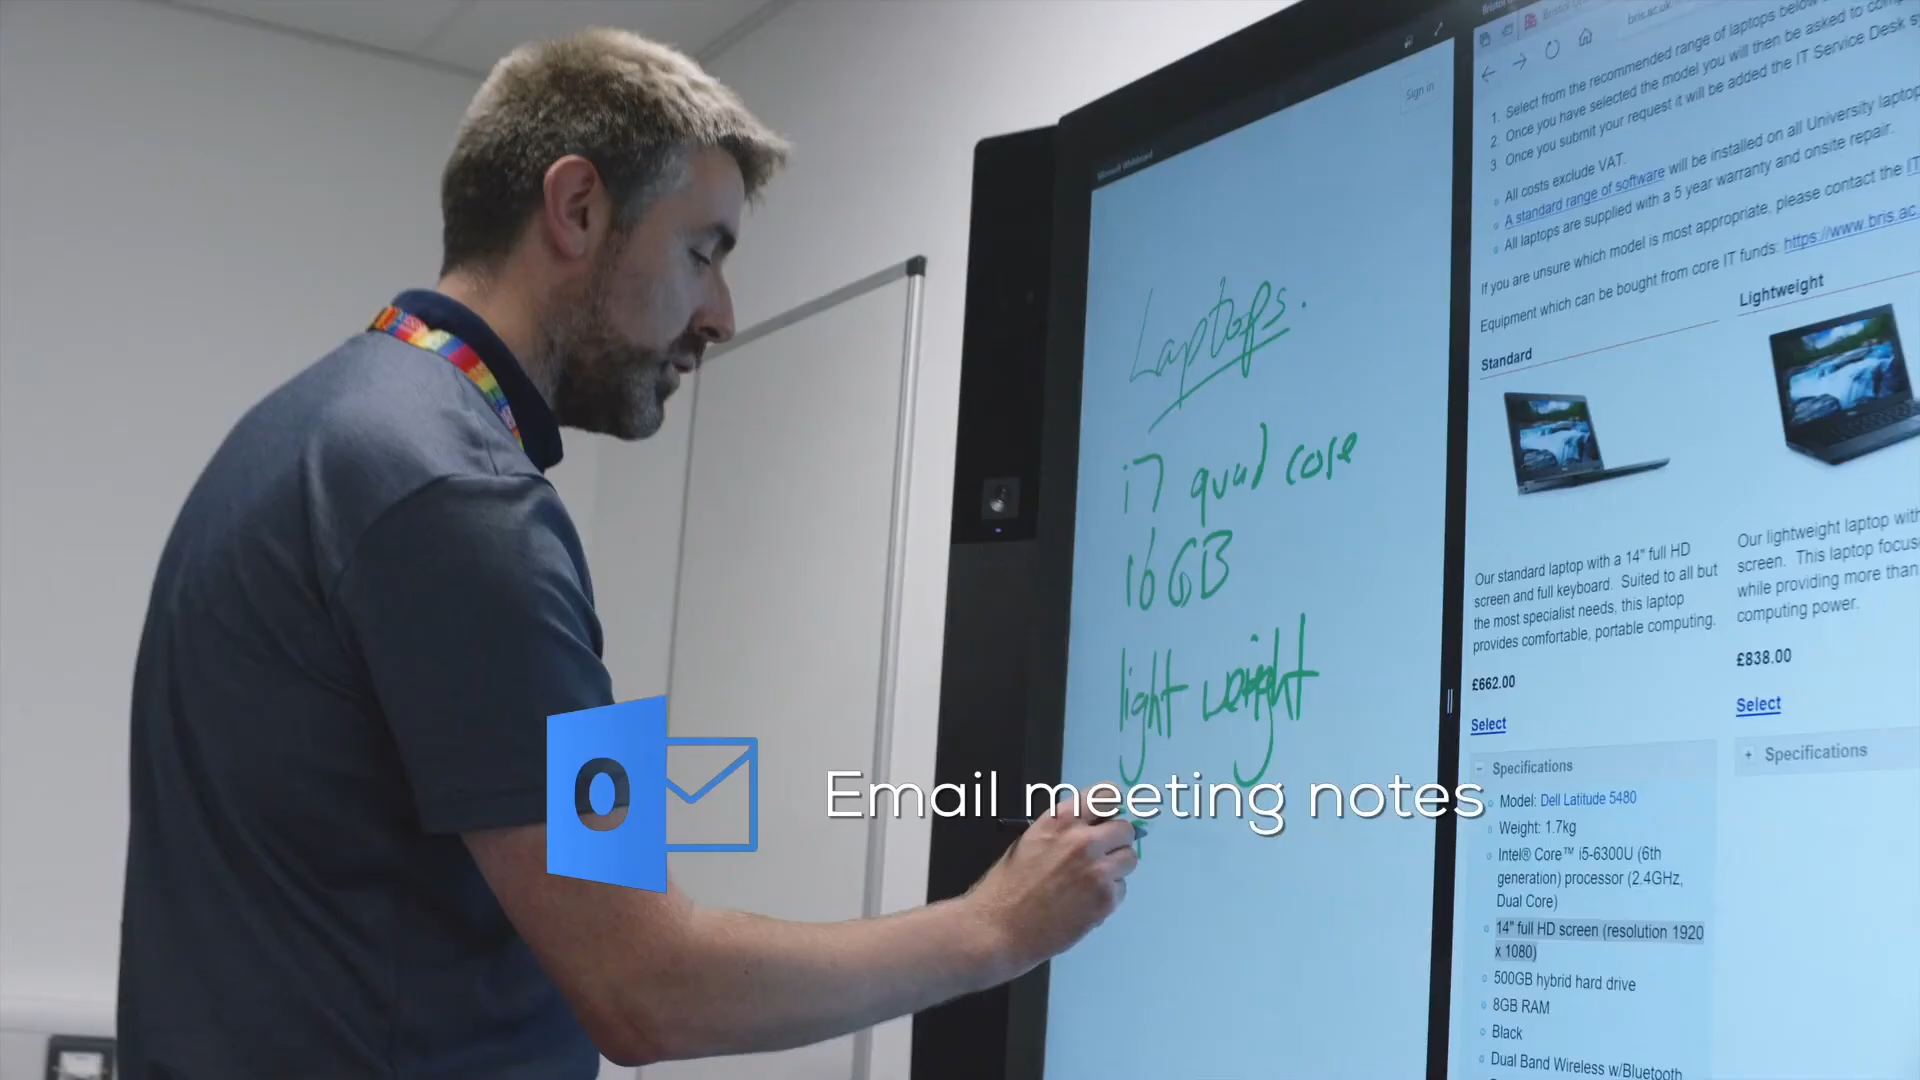 Microsoft Whiteboard
Sign in
Laptops.
i7 quad core
16GB
light weight
O
Email meeting notes
bris.ac.uk
1. Select from the recommended range of laptops below
2. Once you have selected the model you will then be asked to
3. Once you submit your request it will be added the IT Service Desk
All costs exclude VAT.
A standard range of software will be installed on all University laptop
All laptops are supplied with a 5 year warranty and onsite repair.
If you are unsure which model is most appropriate, please contact the IT
Equipment which can be bought from core IT funds: https://www.bris.ac.
Standard
Our standard laptop with a 14" full HD
screen and full keyboard. Suited to all but
the most specialist needs, this laptop
provides comfortable, portable computing.
£662.00
Select
− Specifications
Model: Dell Latitude 5480
Weight: 1.7kg
Intel® Core™ i5-6300U (6th
generation) processor (2.4GHz,
Dual Core)
14" full HD screen (resolution 1920
x 1080)
500GB hybrid hard drive
8GB RAM
Black
Dual Band Wireless w/Bluetooth
Lightweight
Our lightweight laptop with
screen. This laptop focus
while providing more than
computing power.
£838.00
Select
+ Specifications